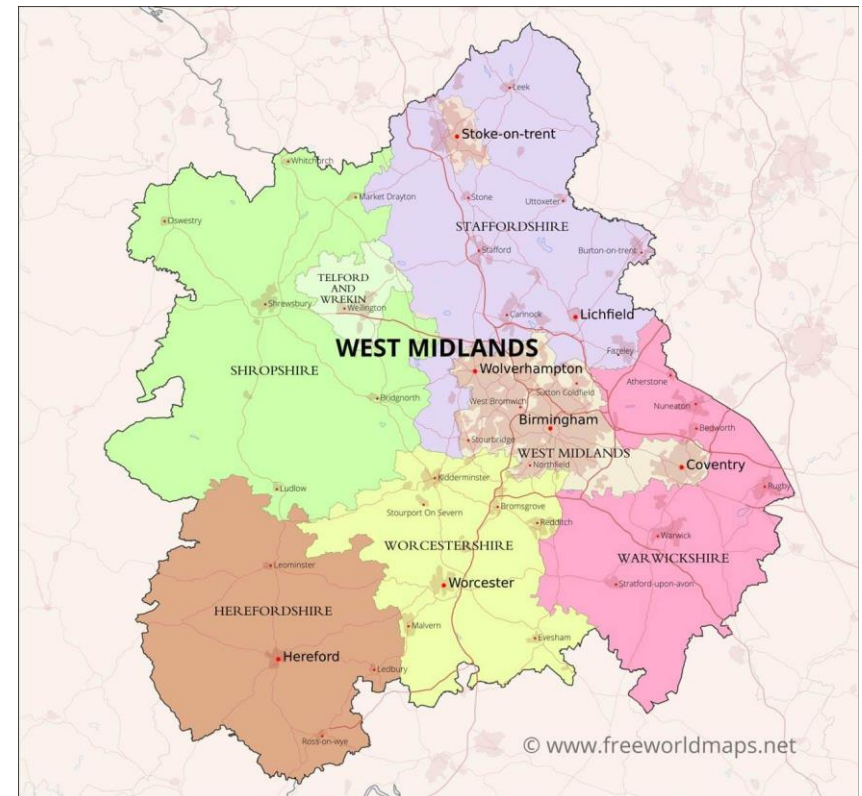 Leek
Stoke-on-trent
Whitchurch
Market Drayton
Stone
Uttoxeter
Oswestry
STAFFORDSHIRE
Stafford
Burton-on-trent
TELFORD
AND
WREKIN
Shrewsbury
Wellington
Cannock
Lichfield
WEST MIDLANDS
Fazeley
SHROPSHIRE
Wolverhampton
Atherstone
Sutton Coldfield
Bridgnorth
West Bromwich
Nuneaton
Birmingham
Bedworth
Stourbridge
WEST MIDLANDS
Northfield
Coventry
Kidderminster
Ludlow
Rugby
Stourport On Severn
Bromsgrove
Redditch
Warwick
WORCESTERSHIRE
WARWICKSHIRE
Leominster
Worcester
Stratford-upon-avon
HEREFORDSHIRE
Malvern
Evesham
Hereford
Ledbury
Ross-on-wye
© www.freeworldmaps.net